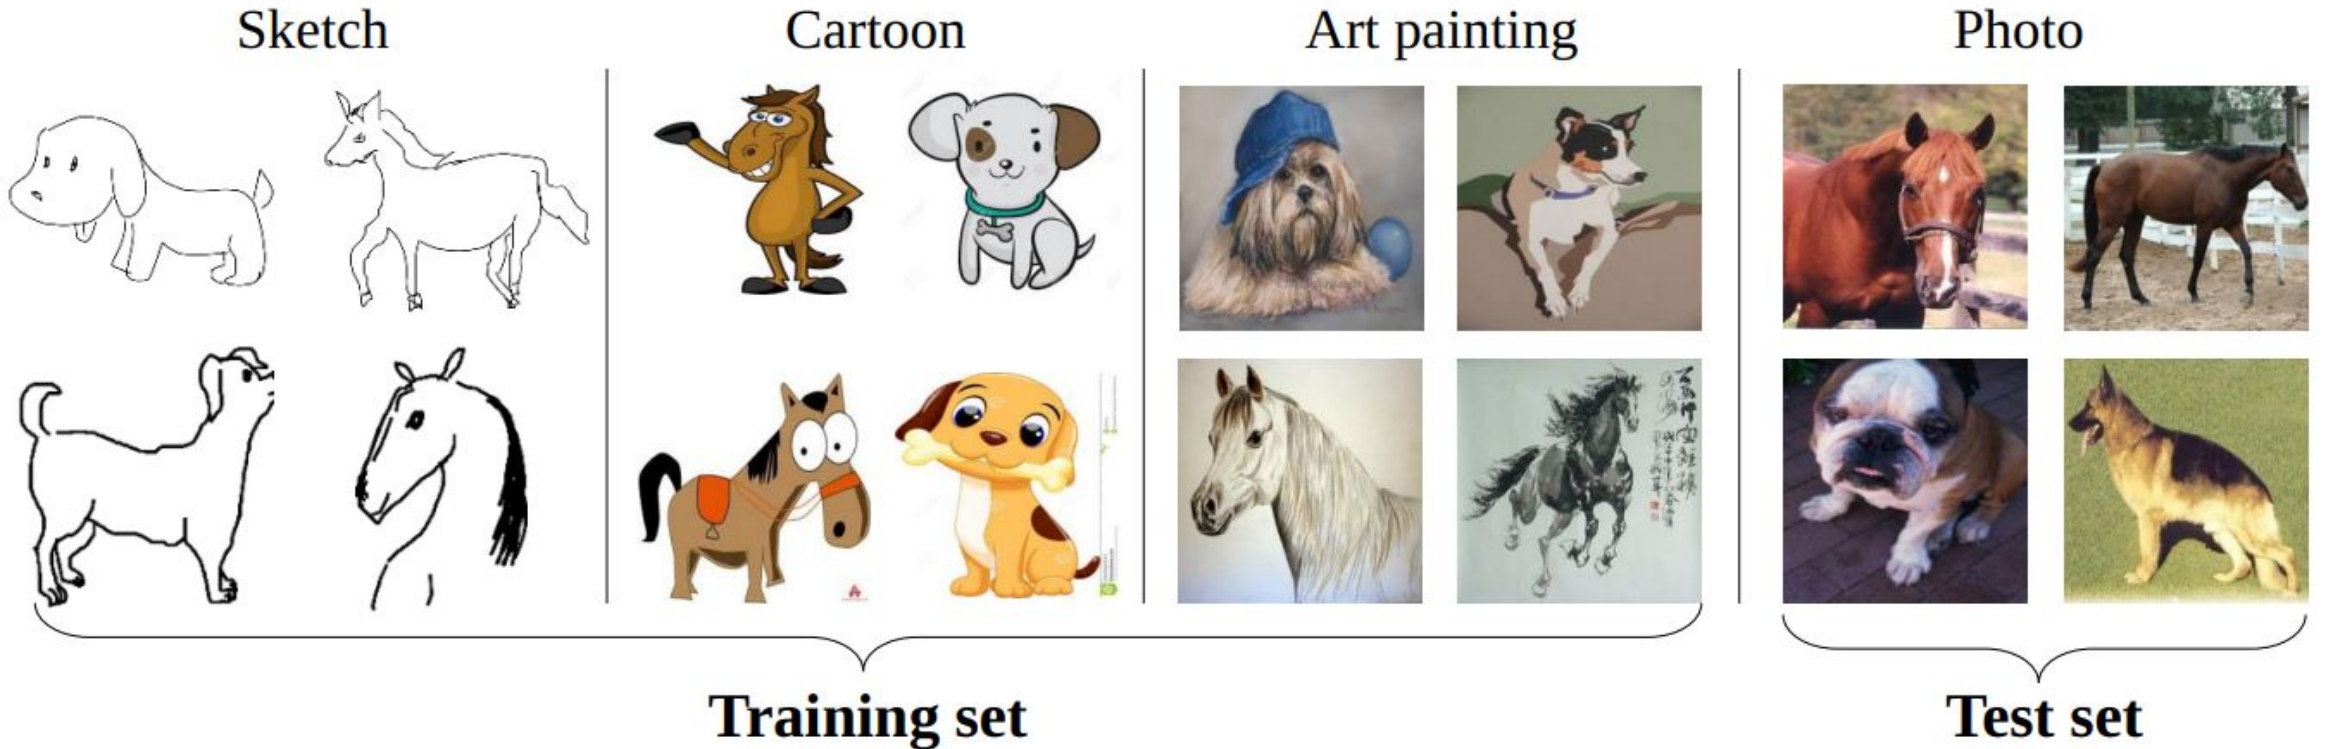 Sketch
Cartoon
Art painting
Photo
Training set
Test set